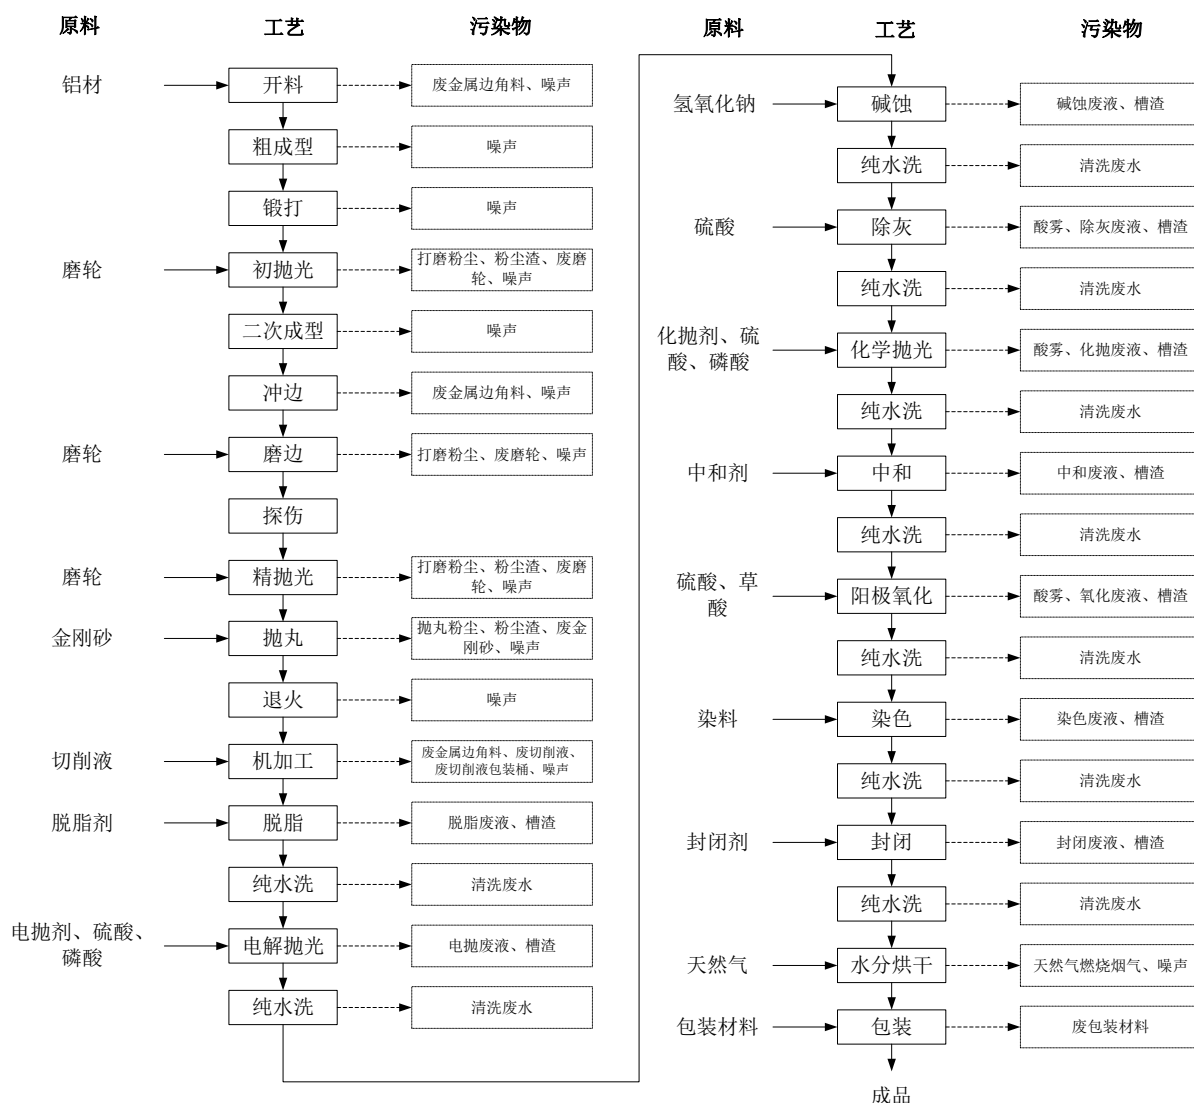 原料 工艺 污染物
铝材 开料 废金属边角料、噪声
粗成型 噪声
锻打 噪声
磨轮 初抛光 打磨粉尘、粉尘渣、废磨
轮、噪声
二次成型 噪声
冲边 废金属边角料、噪声
磨轮 磨边 打磨粉尘、废磨轮、噪声
探伤
磨轮 精抛光 打磨粉尘、粉尘渣、废磨
轮、噪声
金刚砂 抛丸 抛丸粉尘、粉尘渣、废金
刚砂、噪声
退火 噪声
切削液 机加工 废金属边角料、废切削液、
废切削液包装桶、噪声
脱脂剂 脱脂 脱脂废液、槽渣
纯水洗 清洗废水
电抛剂、硫酸、
磷酸 电解抛光 电抛废液、槽渣
纯水洗 清洗废水
原料 工艺 污染物
氢氧化钠 碱蚀 碱蚀废液、槽渣
纯水洗 清洗废水
硫酸 除灰 酸雾、除灰废液、槽渣
纯水洗 清洗废水
化抛剂、硫
酸、磷酸 化学抛光 酸雾、化抛废液、槽渣
纯水洗 清洗废水
中和剂 中和 中和废液、槽渣
纯水洗 清洗废水
硫酸、草
酸 阳极氧化 酸雾、氧化废液、槽渣
纯水洗 清洗废水
染料 染色 染色废液、槽渣
纯水洗 清洗废水
封闭剂 封闭 封闭废液、槽渣
纯水洗 清洗废水
天然气 水分烘干 天然气燃烧烟气、噪声
包装材料 包装 废包装材料
成品